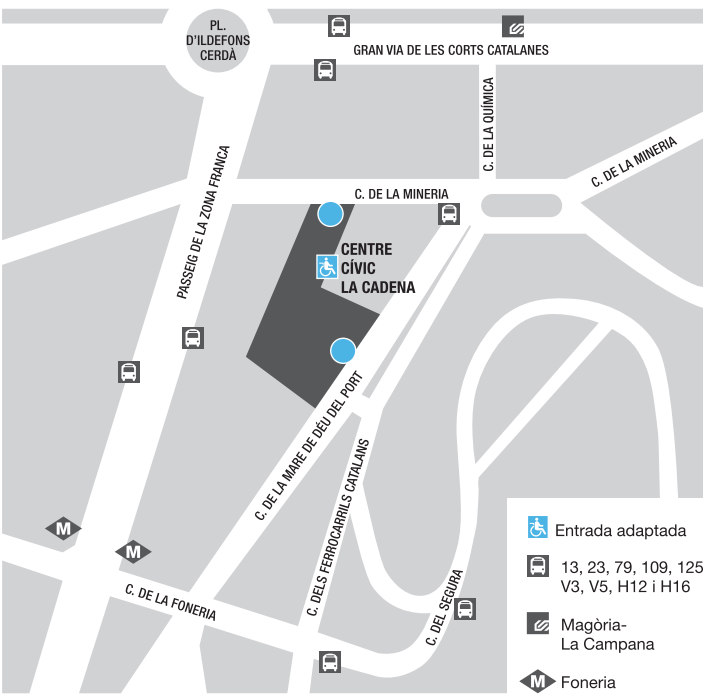 PL.
D'ILDEFONS
CERDÀ
GRAN VIA DE LES CORTS CATALANES
C. DE LA QUÍMICA
C. DE LA MINERIA
C. DE LA MINERIA
PASSEIG DE LA ZONA FRANCA
CENTRE
CÍVIC
LA CADENA
C. DE LA MARE DE DÉU DEL PORT
C. DELS FERROCARRILS CATALANS
M
M
C. DE LA FONERIA
C. DEL SEGURA
Entrada adaptada
13, 23, 79, 109, 125
V3, V5, H12 i H16
Magòria-
La Campana
M Foneria